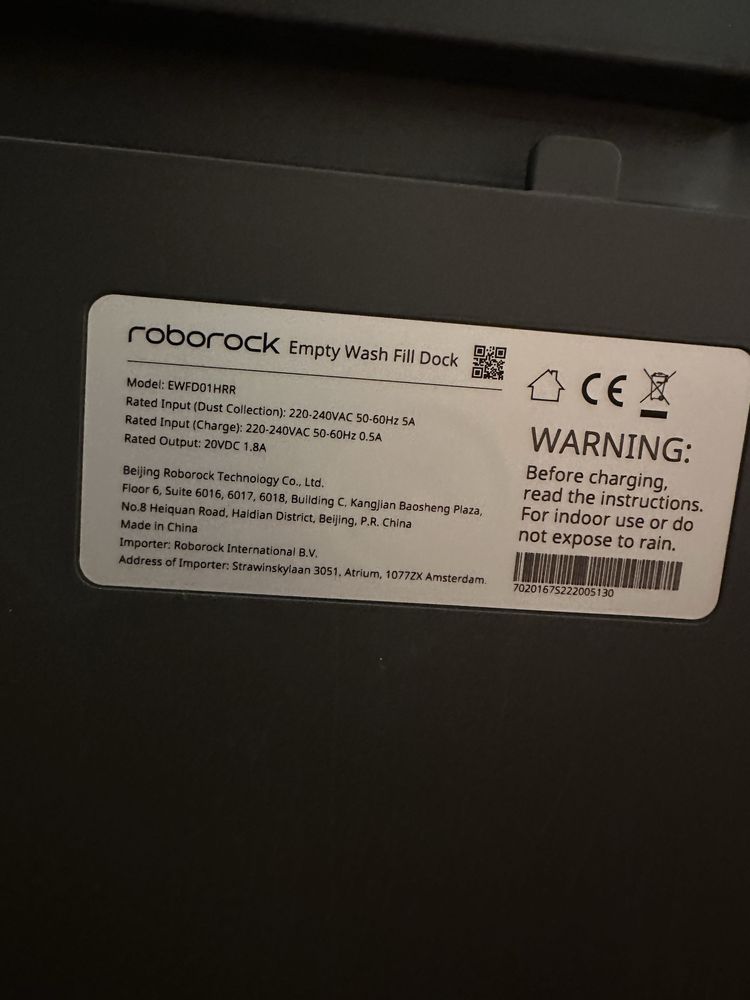 roborock Empty Wash Fill Dock
Model: EWFD01HRR
Rated Input (Dust Collection): 220-240VAC 50-60Hz 5A
Rated Input (Charge): 220-240VAC 50-60Hz 0.5A
Rated Output: 20VDC 1.8A
Beijing Roborock Technology Co., Ltd.
Floor 6, Suite 6016, 6017, 6018, Building C, Kangjian Baosheng Plaza,
No.8 Heiquan Road, Haidian District, Beijing, P.R. China
Made in China
Importer: Roborock International B.V.
Address of Importer: Strawinskylaan 3051, Atrium, 1077ZX Amsterdam.
CE
WARNING:
Before charging,
read the instructions.
For indoor use or do
not expose to rain.
7020167S222005130